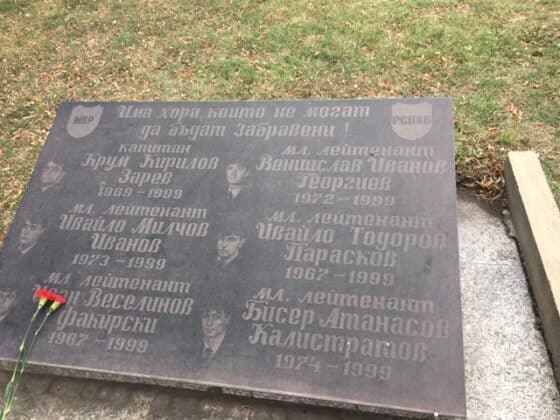 МВР
Има хора, които не могат
да бъдат Забравени!
РСПАБ
капитан
Крум Кирилов
Зарев
1969-1999
мл. лейтенант
Венцислав Иванов
Георгиев
1972-1999
мл. лейтенант
Ивайло Милчов
Иванов
1973-1999
мл. лейтенант
Ивайло Тодоров
Парасков
1967-1999
мл. лейтенант
Иван Веселинов
Факирски
1967-1999
мл. лейтенант
Бисер Атанасов
Калистратов
1974-1999